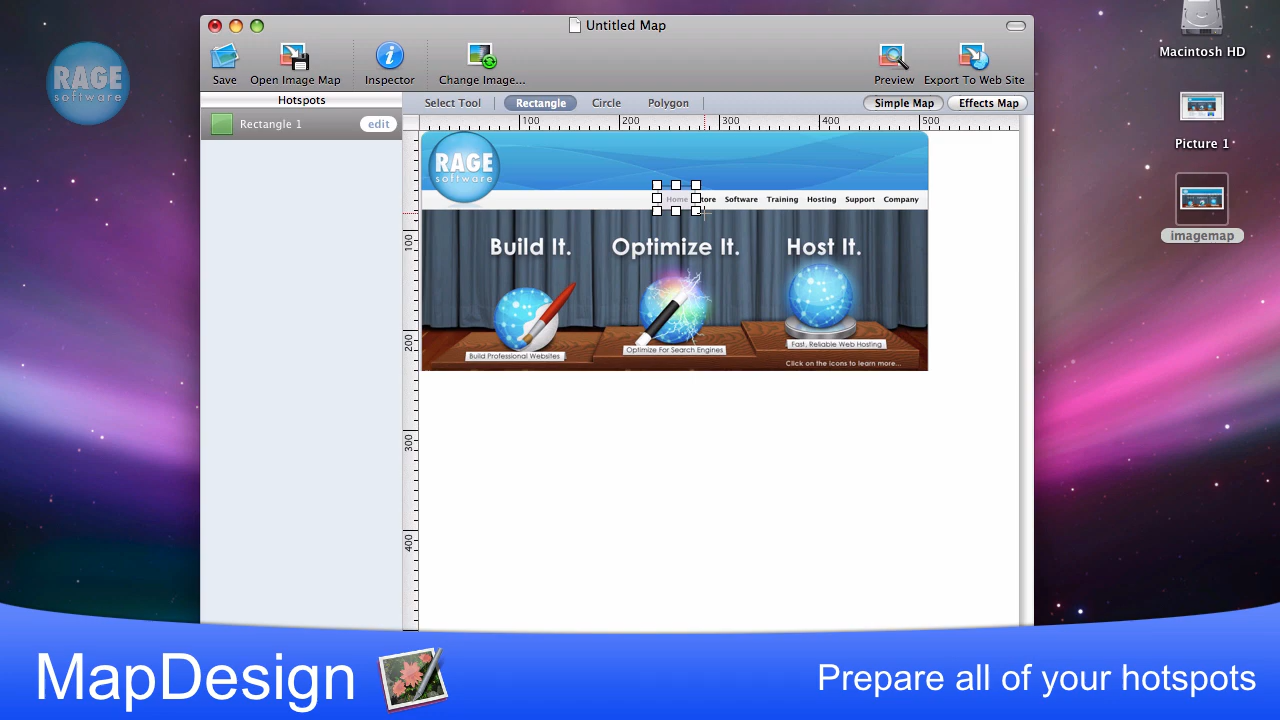 Untitled Map
Macintosh HD
Save Open Image Map Inspector Change Image... Preview Export To Web Site
RAGE
software
Hotspots
Select Tool Rectangle Circle Polygon Simple Map Effects Map
Rectangle 1 edit
100 200 300 400 500
Picture 1
RAGE
software
Home Store Software Training Hosting Support Company
imagemap
100
Build It. Optimize It. Host It.
200
Build Professional Websites
Optimize For Search Engines
Fast, Reliable Web Hosting
Click on the icons to learn more...
300
400
MapDesign
Prepare all of your hotspots